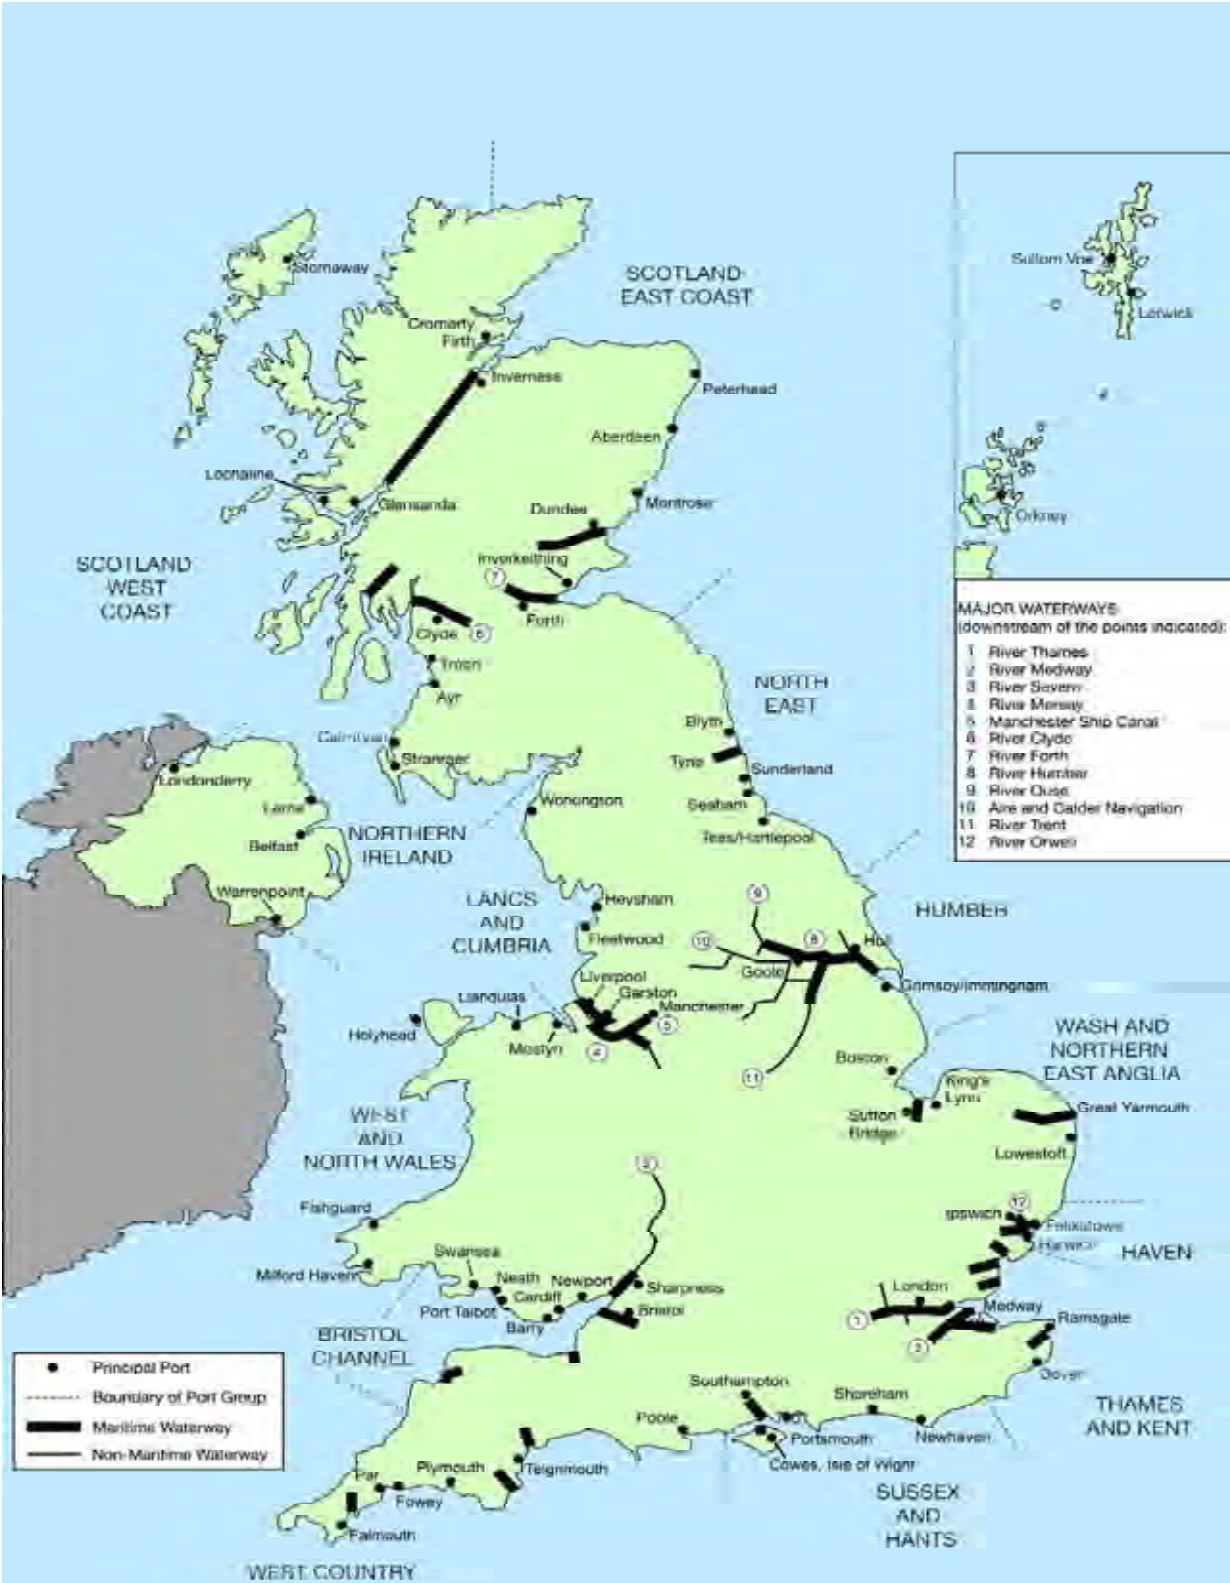 Stornaway
SCOTLAND
EAST COAST
Cromarty
Firth
Inverness
Peterhead
Aberdeen
Lochaline
Glensanda
Montrose
Dundee
Inverkeithing
7
Forth
SCOTLAND
WEST
COAST
Clyde
6
Troon
Ayr
Cairnryan
Stranraer
Londonderry
Larne
Belfast
Warrenpoint
NORTHERN
IRELAND
NORTH
EAST
Blyth
Tyne
Sunderland
Seaham
Tees/Hartlepool
LANCS
AND
CUMBRIA
Heysham
Fleetwood
Liverpool
Garston
Manchester
5
4
9
10
8
Hull
Goole
11
HUMBER
Llandulas
Holyhead
Mostyn
WEST
AND
NORTH WALES
Boston
King's
Lynn
Sutton
Bridge
WASH AND
NORTHERN
EAST ANGLIA
Great Yarmouth
Lowestoft
12
Ipswich
Felixstowe
Harwich
HAVEN
Fishguard
Milford Haven
Swansea
Neath
Newport
Cardiff
Port Talbot
Barry
Sharpness
Bristol
BRISTOL
CHANNEL
London
1
Medway
Ramsgate
Dover
THAMES
AND KENT
Southampton
Shoreham
Poole
Portsmouth
Newhaven
Cowes, Isle of Wight
SUSSEX
AND
HANTS
Par
Plymouth
Fowey
Teignmouth
Falmouth
WEST COUNTRY
Sullom Voe
Lerwick
Orkney
MAJOR WATERWAYS
(downstream of the points indicated):
1 River Thames
2 River Medway
3 River Severn
4 River Mersey
5 Manchester Ship Canal
6 River Clyde
7 River Forth
8 River Humber
9 River Ouse
10 Aire and Calder Navigation
11 River Trent
12 River Orwell
Principal Port
Boundary of Port Group
Maritime Waterway
Non-Maritime Waterway